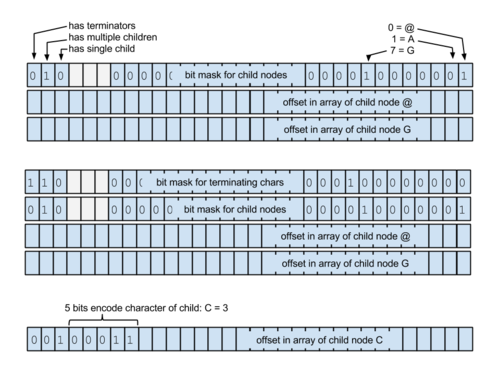 has terminators
has multiple children
has single child
0 = @
1 = A
7 = G
0 1 0 0 0 0 0 bit mask for child nodes 0 0 0 0 1 0 0 0 0 0 0 1
offset in array of child node @
offset in array of child node G
1 1 0 0 0 bit mask for terminating chars 0 0 0 1 0 0 0 0 0 0 0 0
0 1 0 0 0 0 0 bit mask for child nodes 0 0 0 0 1 0 0 0 0 0 0 1
offset in array of child node @
offset in array of child node G
5 bits encode character of child: C = 3
0 0 1 0 0 0 1 1 offset in array of child node C